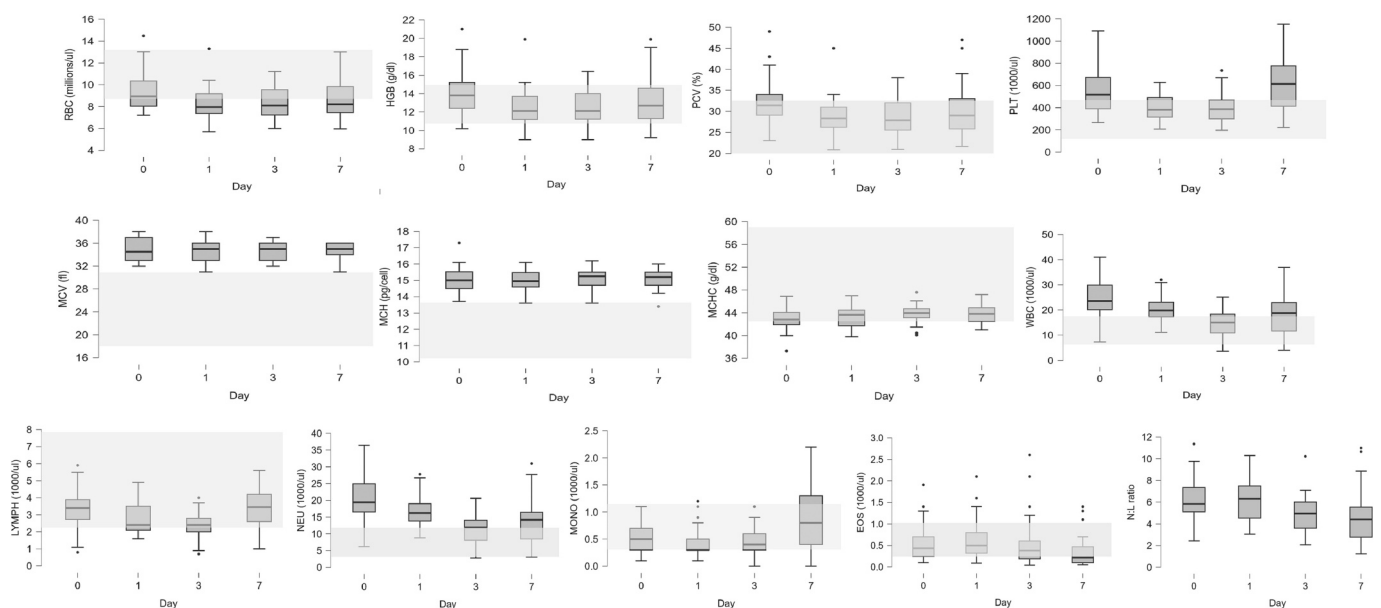 RBC (millions/ul)
16
14
12
10
8
6
4
0 1 3 7
Day
HGB (g/dl)
22
20
18
16
14
12
10
8
0 1 3 7
Day
PCV (%)
50
45
40
35
30
25
20
0 1 3 7
Day
PLT (1000/ul)
1200
1000
800
600
400
200
0
0 1 3 7
Day
MCV (fl)
40
36
32
28
24
20
16
0 1 3 7
Day
MCH (pg/cell)
18
17
16
15
14
13
12
11
10
0 1 3 7
Day
MCHC (g/dl)
60
54
48
42
36
0 1 3 7
Day
WBC (1000/ul)
50
40
30
20
10
0
0 1 3 7
Day
LYMPH (1000/ul)
8
7
6
5
4
3
2
1
0
0 1 3 7
Day
NEU (1000/ul)
40
35
30
25
20
15
10
5
0
0 1 3 7
Day
MONO (1000/ul)
2.5
2.0
1.5
1.0
0.5
0.0
0 1 3 7
Day
EOS (1000/ul)
3.0
2.5
2.0
1.5
1.0
0.5
0.0
0 1 3 7
Day
N:L ratio
12
10
8
6
4
2
0
0 1 3 7
Day